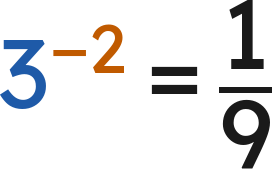 3⁻² = 1/9